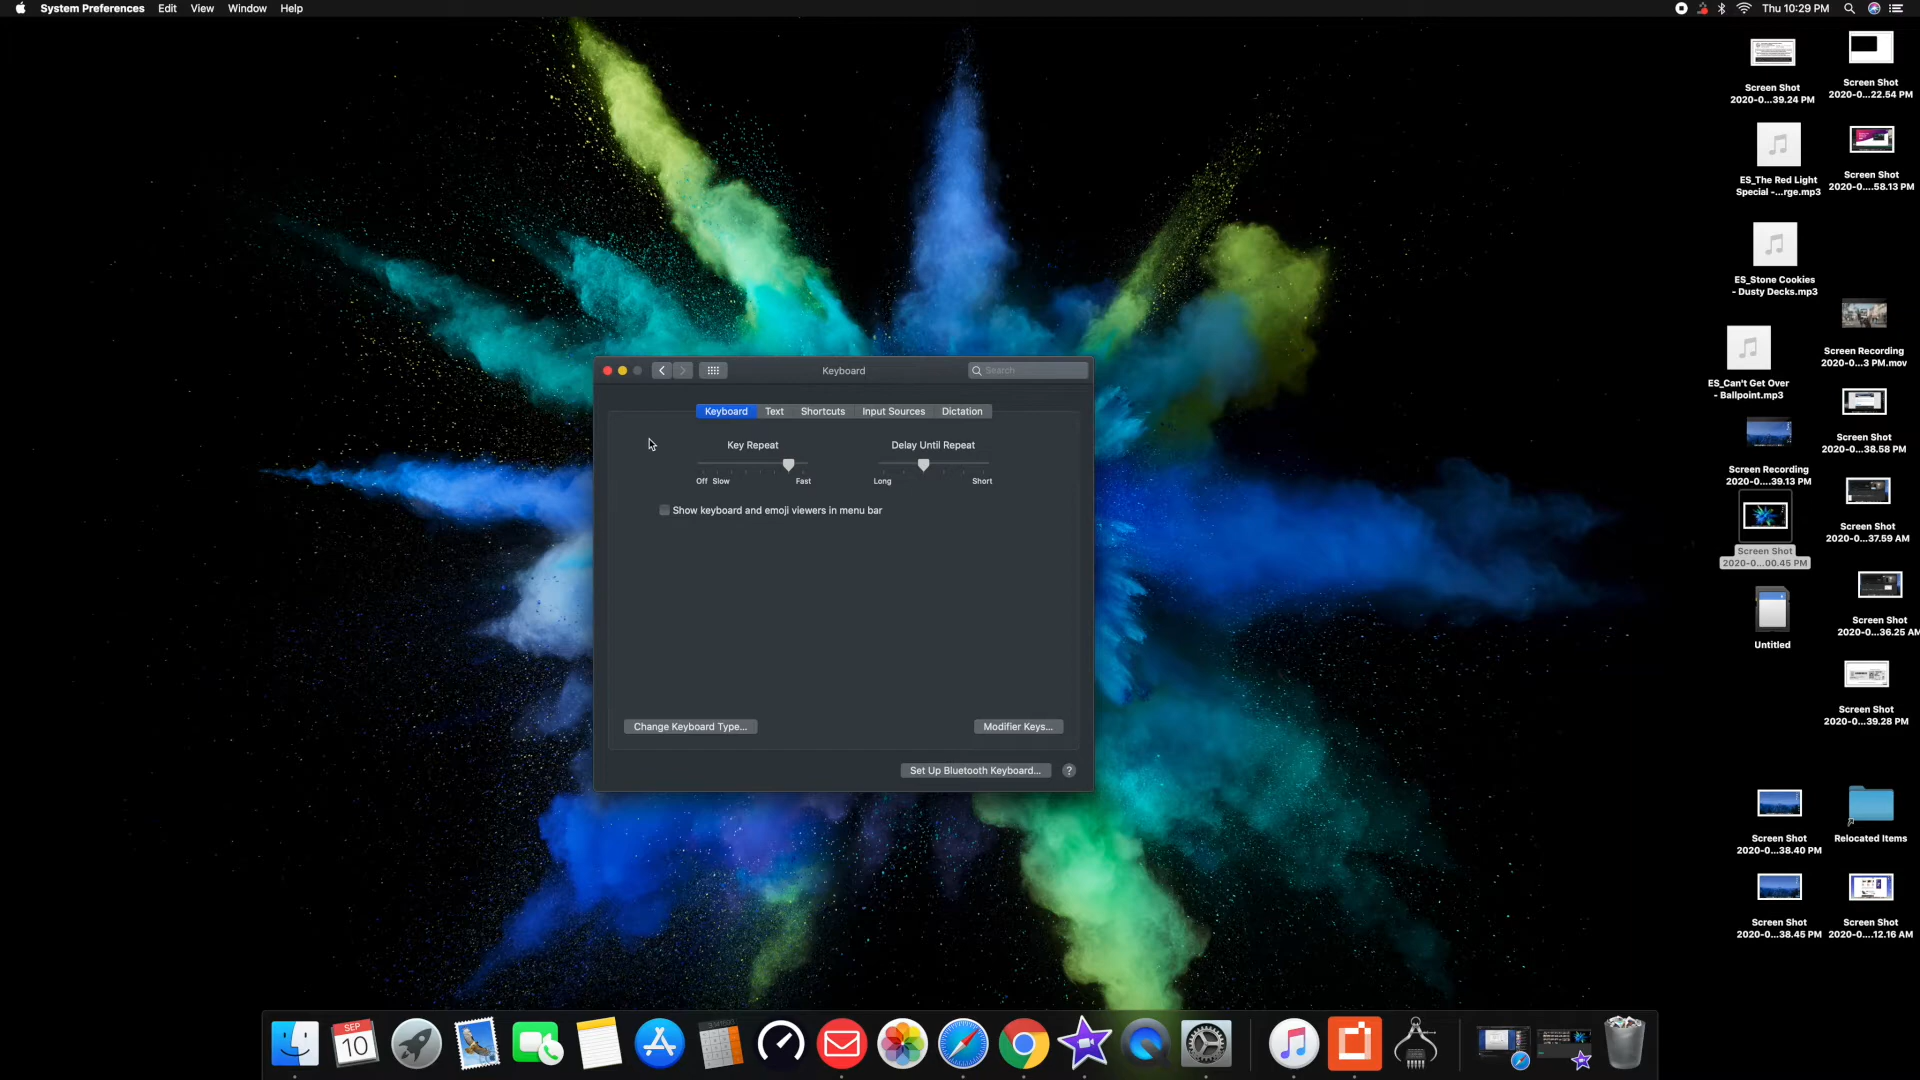 System Preferences Edit View Window Help
Thu 10:29 PM
Screen Shot
2020-0...39.24 PM
Screen Shot
2020-0...22.54 PM
ES_The Red Light
Special -...rge.mp3
Screen Shot
2020-0....58.13 PM
ES_Stone Cookies
- Dusty Decks.mp3
Screen Recording
2020-0...3 PM.mov
ES_Can't Get Over
- Ballpoint.mp3
Screen Shot
2020-0...38.58 PM
Screen Recording
2020-0....39.13 PM
Screen Shot
2020-0...37.59 AM
Screen Shot
2020-0...00.45 PM
Screen Shot
2020-0...36.25 AM
Untitled
Screen Shot
2020-0...39.28 PM
Screen Shot
2020-0...38.40 PM
Relocated Items
Screen Shot
2020-0...38.45 PM
Screen Shot
2020-0....12.16 AM
Keyboard
Search
Keyboard Text Shortcuts Input Sources Dictation
Key Repeat
Delay Until Repeat
Off Slow Fast
Long Short
Show keyboard and emoji viewers in menu bar
Change Keyboard Type...
Modifier Keys...
Set Up Bluetooth Keyboard...
?
SEP
10